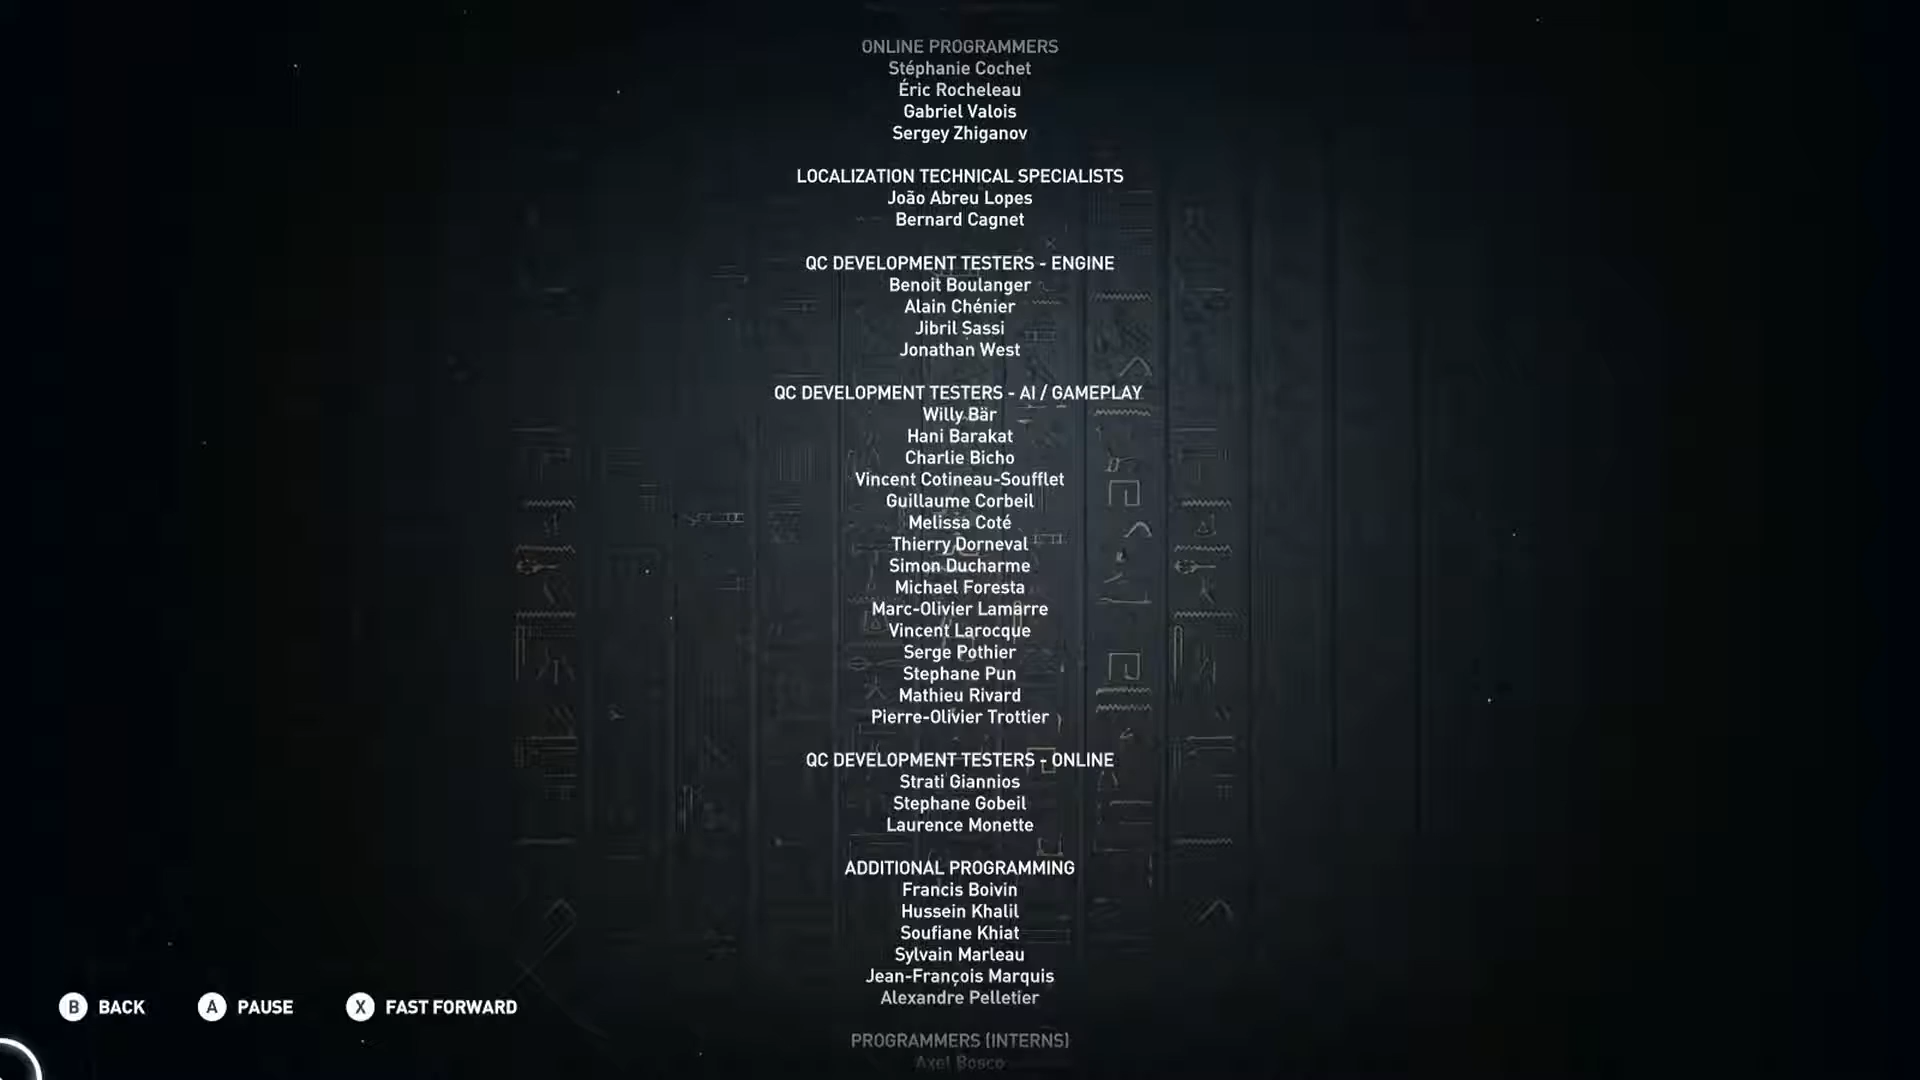 ONLINE PROGRAMMERS
Stéphanie Cochet
Éric Rocheleau
Gabriel Valois
Sergey Zhiganov
LOCALIZATION TECHNICAL SPECIALISTS
João Abreu Lopes
Bernard Cagnet
QC DEVELOPMENT TESTERS - ENGINE
Benoit Boulanger
Alain Chénier
Jibril Sassi
Jonathan West
QC DEVELOPMENT TESTERS - AI / GAMEPLAY
Willy Bär
Hani Barakat
Charlie Bicho
Vincent Cotineau-Soufflet
Guillaume Corbeil
Melissa Coté
Thierry Dorneval
Simon Ducharme
Michael Foresta
Marc-Olivier Lamarre
Vincent Larocque
Serge Pothier
Stephane Pun
Mathieu Rivard
Pierre-Olivier Trottier
QC DEVELOPMENT TESTERS - ONLINE
Strati Giannios
Stephane Gobeil
Laurence Monette
ADDITIONAL PROGRAMMING
Francis Boivin
Hussein Khalil
Soufiane Khiat
Sylvain Marleau
Jean-François Marquis
Alexandre Pelletier
PROGRAMMERS (INTERNS)
Axel Bosco
B BACK A PAUSE X FAST FORWARD